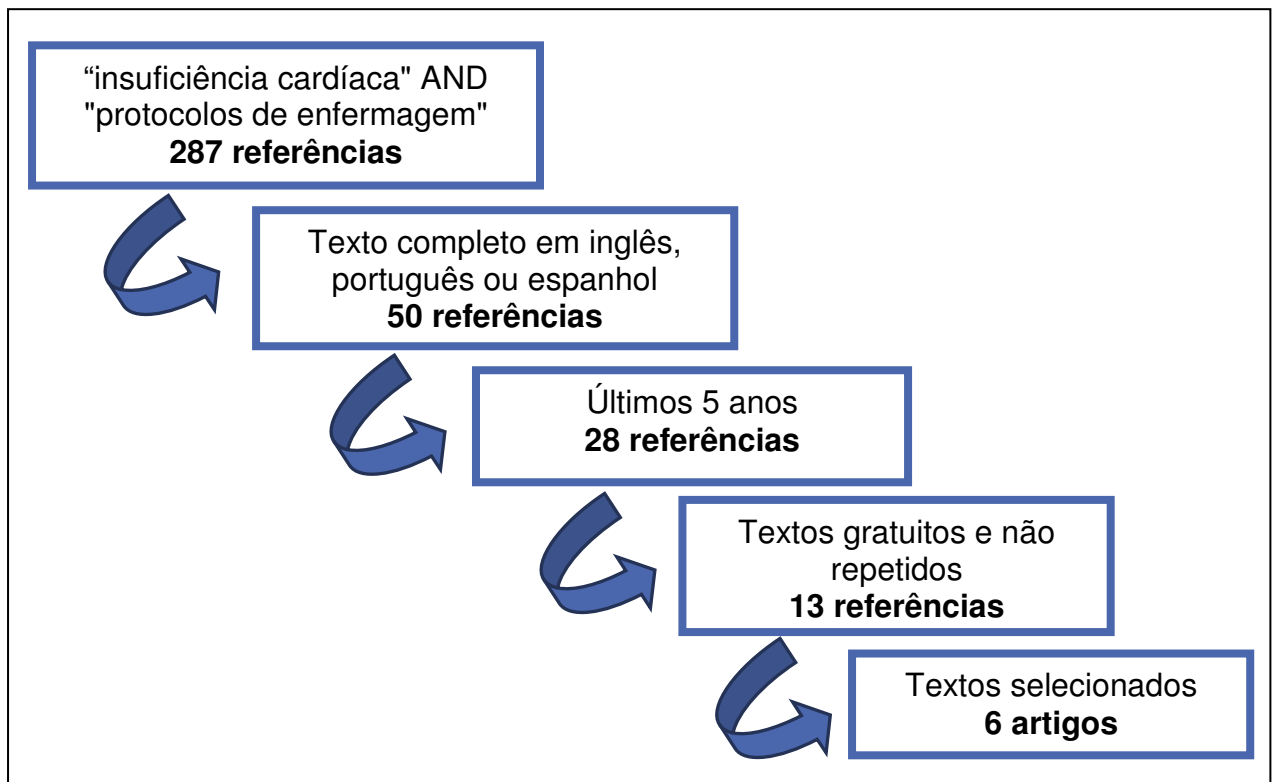 “insuficiência cardíaca" AND
"protocolos de enfermagem"
287 referências
Texto completo em inglês,
português ou espanhol
50 referências
Últimos 5 anos
28 referências
Textos gratuitos e não
repetidos
13 referências
Textos selecionados
6 artigos